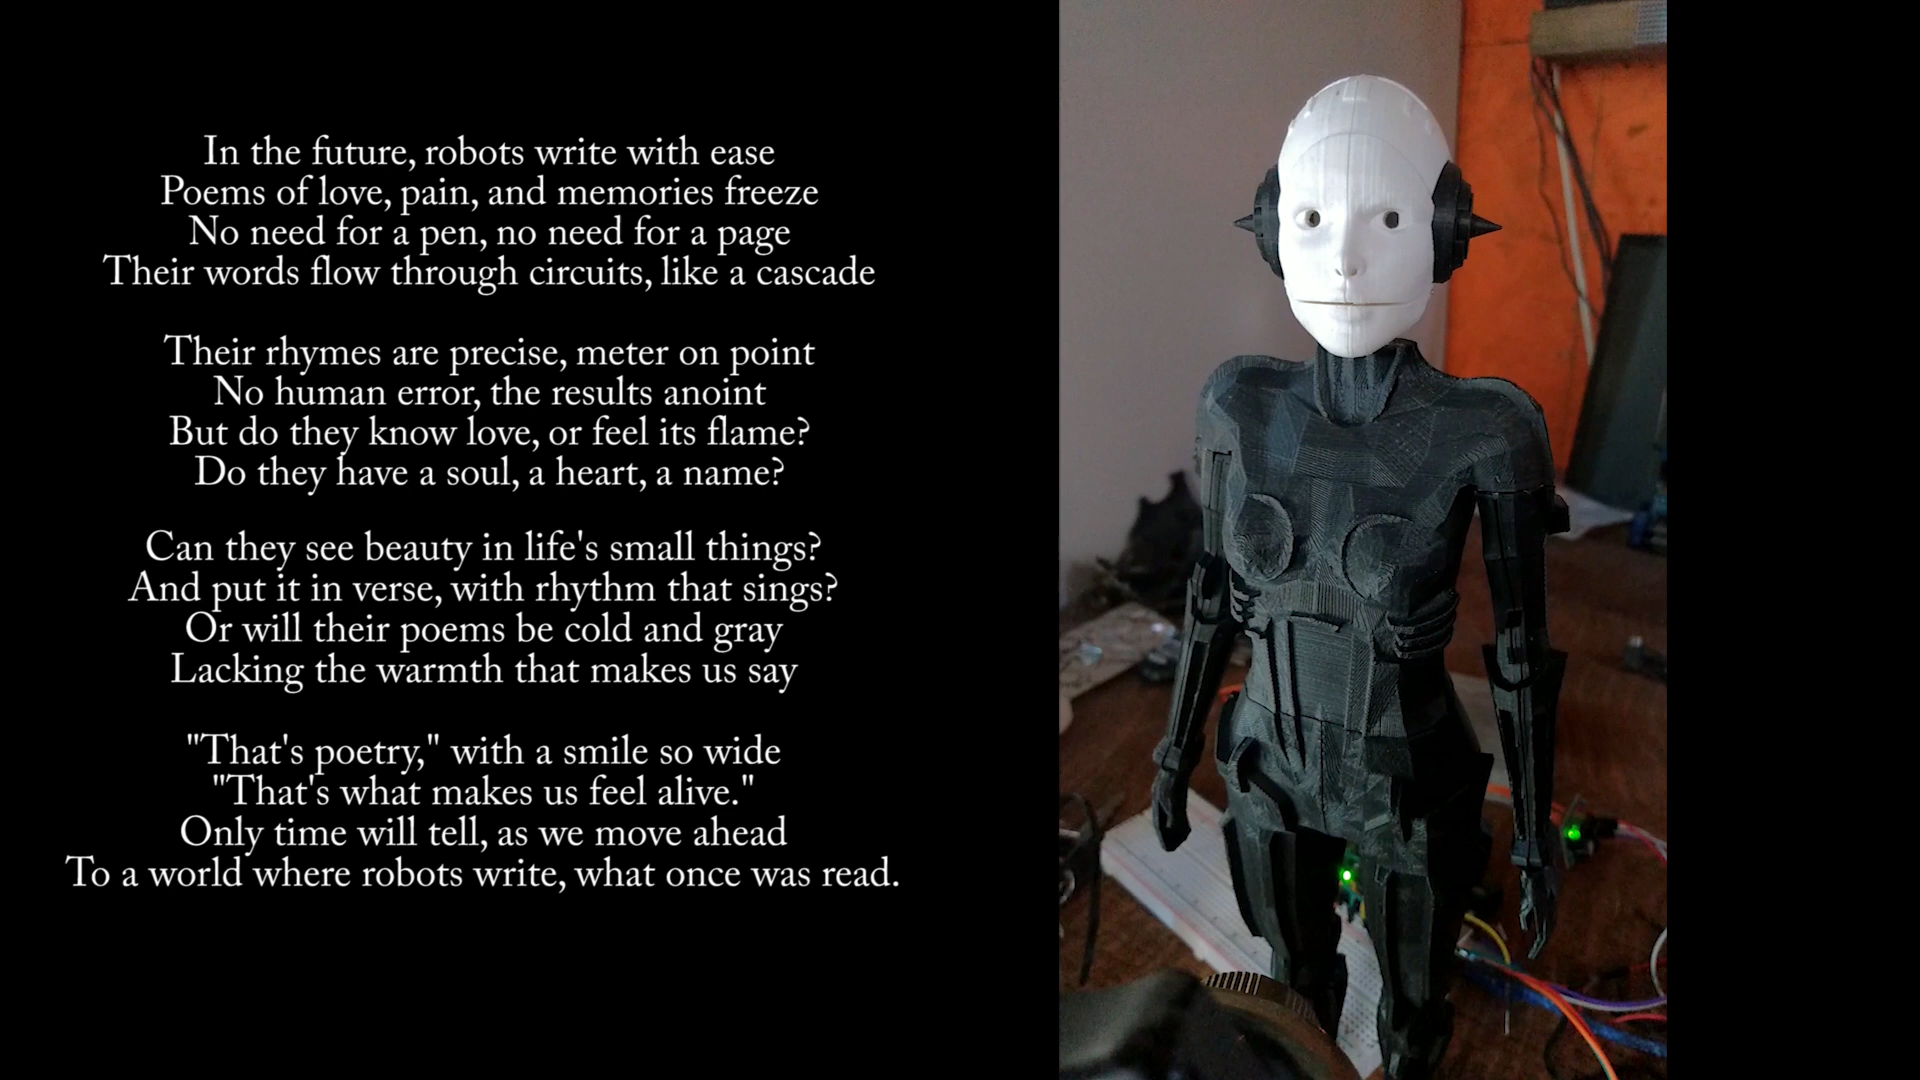 In the future, robots write with ease
Poems of love, pain, and memories freeze
No need for a pen, no need for a page
Their words flow through circuits, like a cascade
Their rhymes are precise, meter on point
No human error, the results anoint
But do they know love, or feel its flame?
Do they have a soul, a heart, a name?
Can they see beauty in life's small things?
And put it in verse, with rhythm that sings?
Or will their poems be cold and gray
Lacking the warmth that makes us say
"That's poetry," with a smile so wide
"That's what makes us feel alive."
Only time will tell, as we move ahead
To a world where robots write, what once was read.